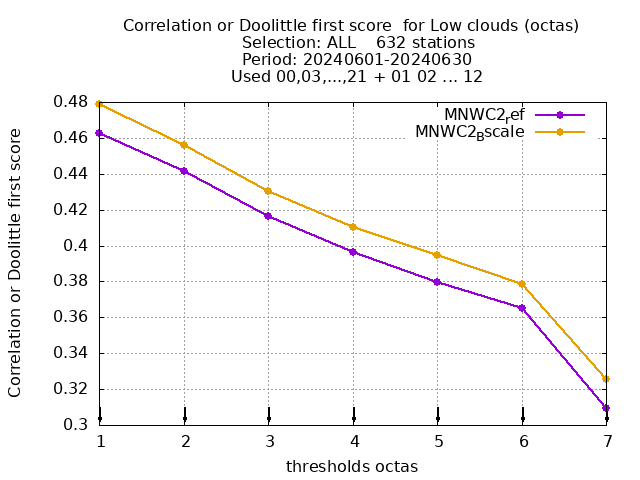 Correlation or Doolittle first score  for Low clouds (octas)
Selection: ALL    632 stations
Period: 20240601-20240630
Used 00,03,...,21 + 01 02 ... 12
MNWC2ref
MNWC2Bscale
Correlation or Doolittle first score
0.48
0.46
0.44
0.42
0.4
0.38
0.36
0.34
0.32
0.3
1 2 3 4 5 6 7
thresholds octas